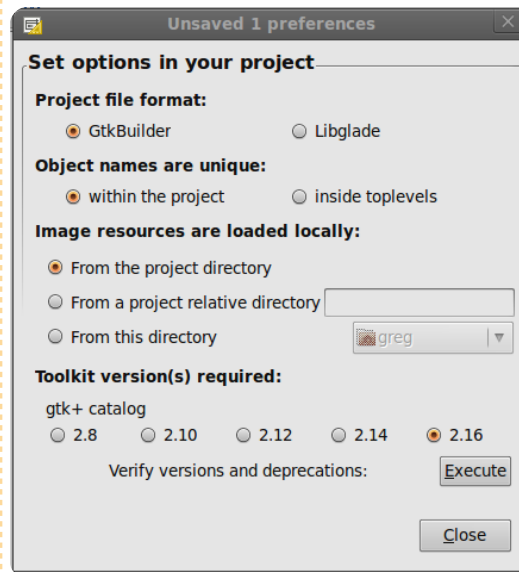 Unsaved 1 preferences
Set options in your project
Project file format:
GtkBuilder Libglade
Object names are unique:
within the project inside toplevels
Image resources are loaded locally:
From the project directory
From a project relative directory
From this directory greg
Toolkit version(s) required:
gtk+ catalog
2.8 2.10 2.12 2.14 2.16
Verify versions and deprecations: Execute
Close